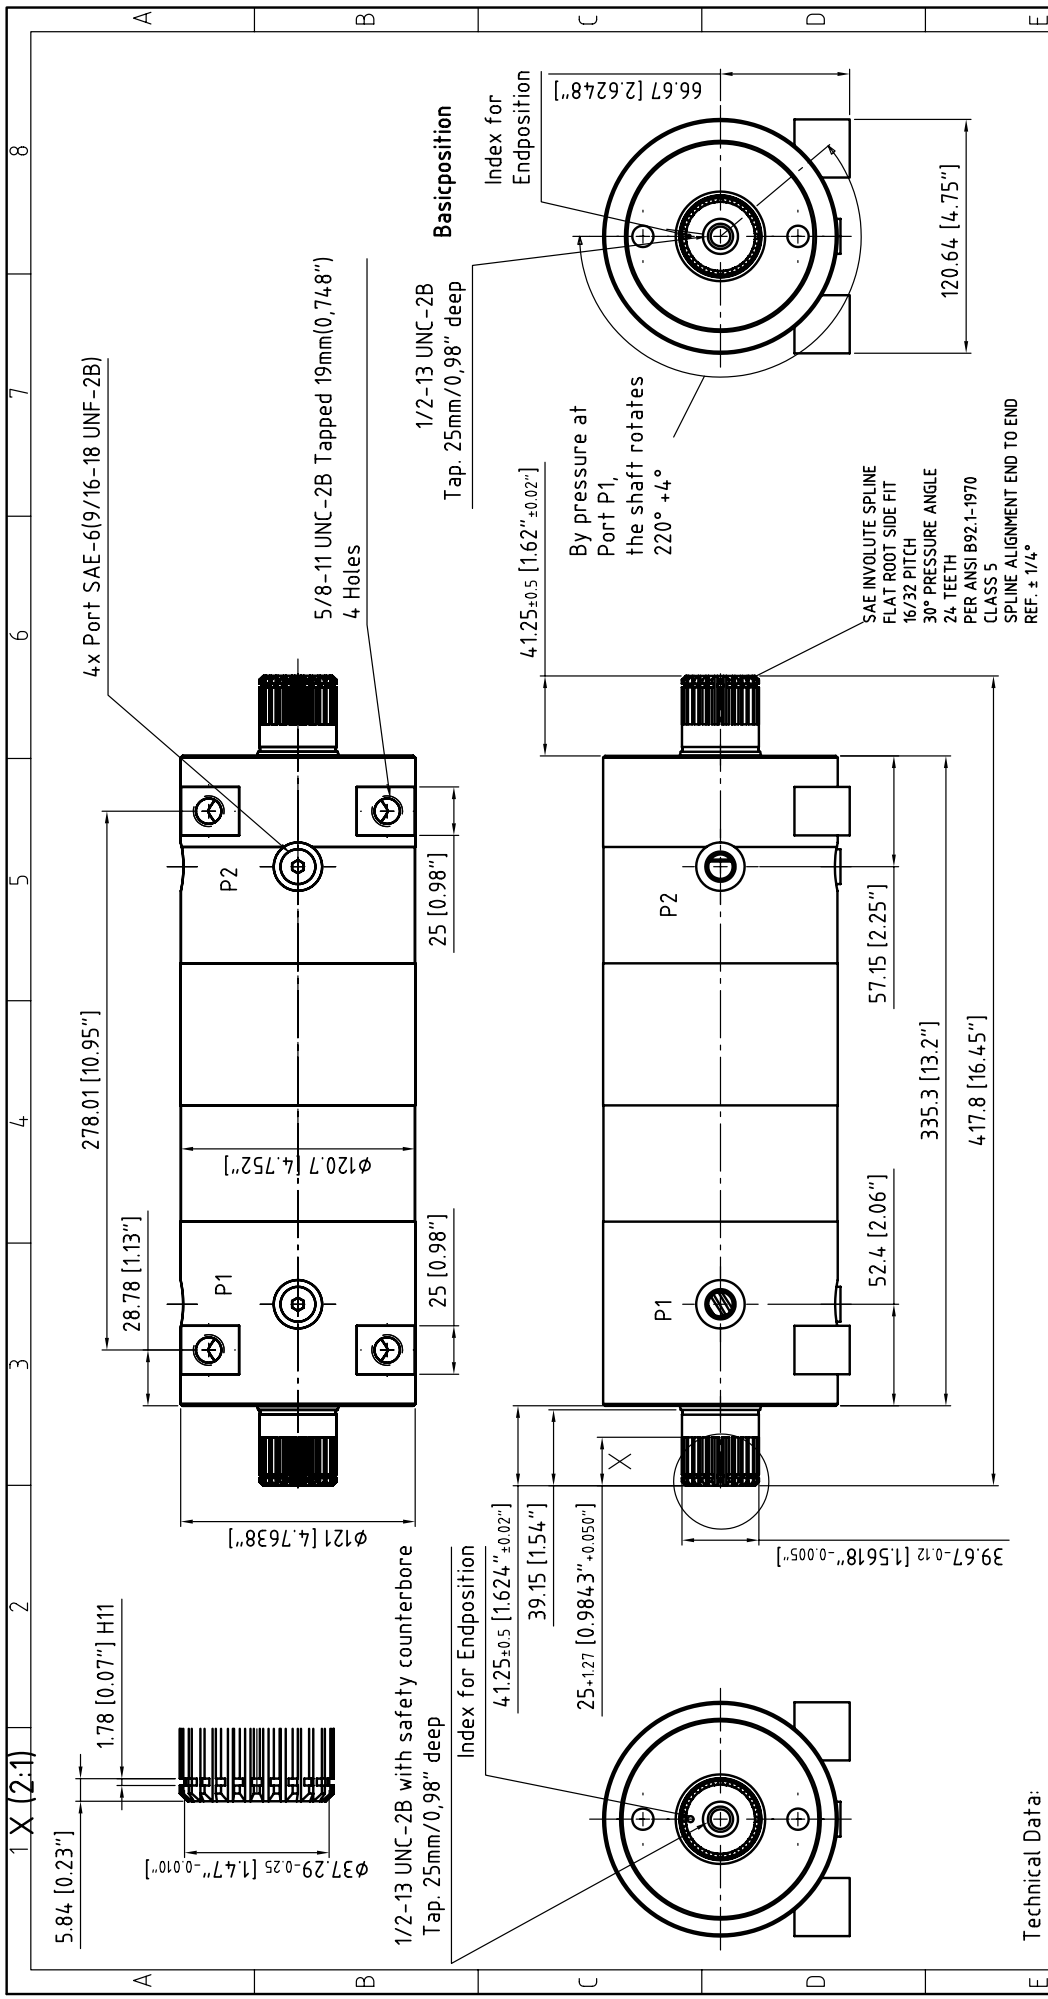 1
2
3
4
5
6
7
8
A
B
C
D
E
A
B
C
D
E
X (2:1)
5.84 [0.23"]
1.78 [0.07"] H11
Ø37.29-0.25 [1.47"-0.010"]
28.78 [1.13"]
278.01 [10.95"]
4x Port SAE-6(9/16-18 UNF-2B)
Ø121 [4.7638"]
Ø120.7 [4.752"]
P1
P2
25 [0.98"]
25 [0.98"]
5/8-11 UNC-2B Tapped 19mm(0,748")
4 Holes
1/2-13 UNC-2B with safety counterbore
Tap. 25mm/0,98" deep
Index for Endposition
41.25±0.5 [1.624"±0.02"]
39.15 [1.54"]
25+1.27 [0.9843"+0.050"]
X
39.67-0.12 [1.5618"-0.005"]
P1
P2
52.4 [2.06"]
57.15 [2.25"]
335.3 [13.2"]
417.8 [16.45"]
41.25±0.5 [1.62"±0.02"]
SAE INVOLUTE SPLINE
FLAT ROOT SIDE FIT
16/32 PITCH
30° PRESSURE ANGLE
24 TEETH
PER ANSI B92.1-1970
CLASS 5
SPLINE ALIGNMENT END TO END
REF. ± 1/4°
1/2-13 UNC-2B
Tap. 25mm/0,98" deep
Basicposition
Index for
Endposition
By pressure at
Port P1,
the shaft rotates
220° +4°
66.67 [2.6248"]
120.64 [4.75"]
Technical Data: